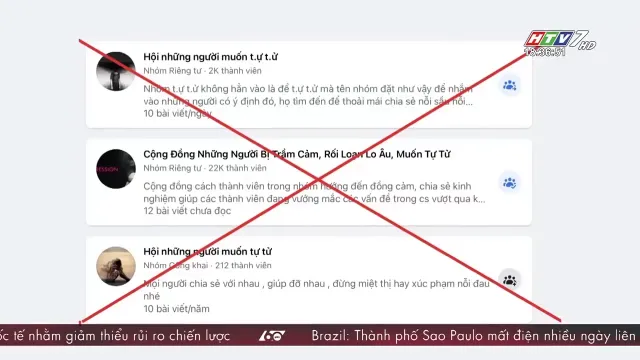 HTV7 HD
18:36:51
Hội những người muốn t.ự t.ử
Nhóm Riêng tư · 2K thành viên
Nhóm t.ự t.ử không hẳn vào là để t.ự t.ử mà tên nhóm đặt như vậy để nhắm
vào những người có ý định đó, họ tìm đến để thoải mái chia sẻ nỗi sầu nỗi...
10 bài viết/ngày
ESSION
Cộng Đồng Những Người Bị Trầm Cảm, Rối Loạn Lo Âu, Muốn Tự Tử
Nhóm Riêng tư · 22K thành viên
Cộng đồng cách thành viên trong nhóm hướng đến đồng cảm, chia sẻ kinh
nghiệm giúp các thành viên đang vướng mắc các vấn đề trong cs vượt qua k...
12 bài viết chưa đọc
Hội những người muốn tự tử
Nhóm Công khai · 212 thành viên
Mọi người chia sẻ với nhau , giúp đỡ nhau , đừng miệt thị hay xúc phạm nỗi đau
nhé
10 bài viết/năm
ốc tế nhằm giảm thiểu rủi ro chiến lược 60 Brazil: Thành phố Sao Paulo mất điện nhiều ngày liên